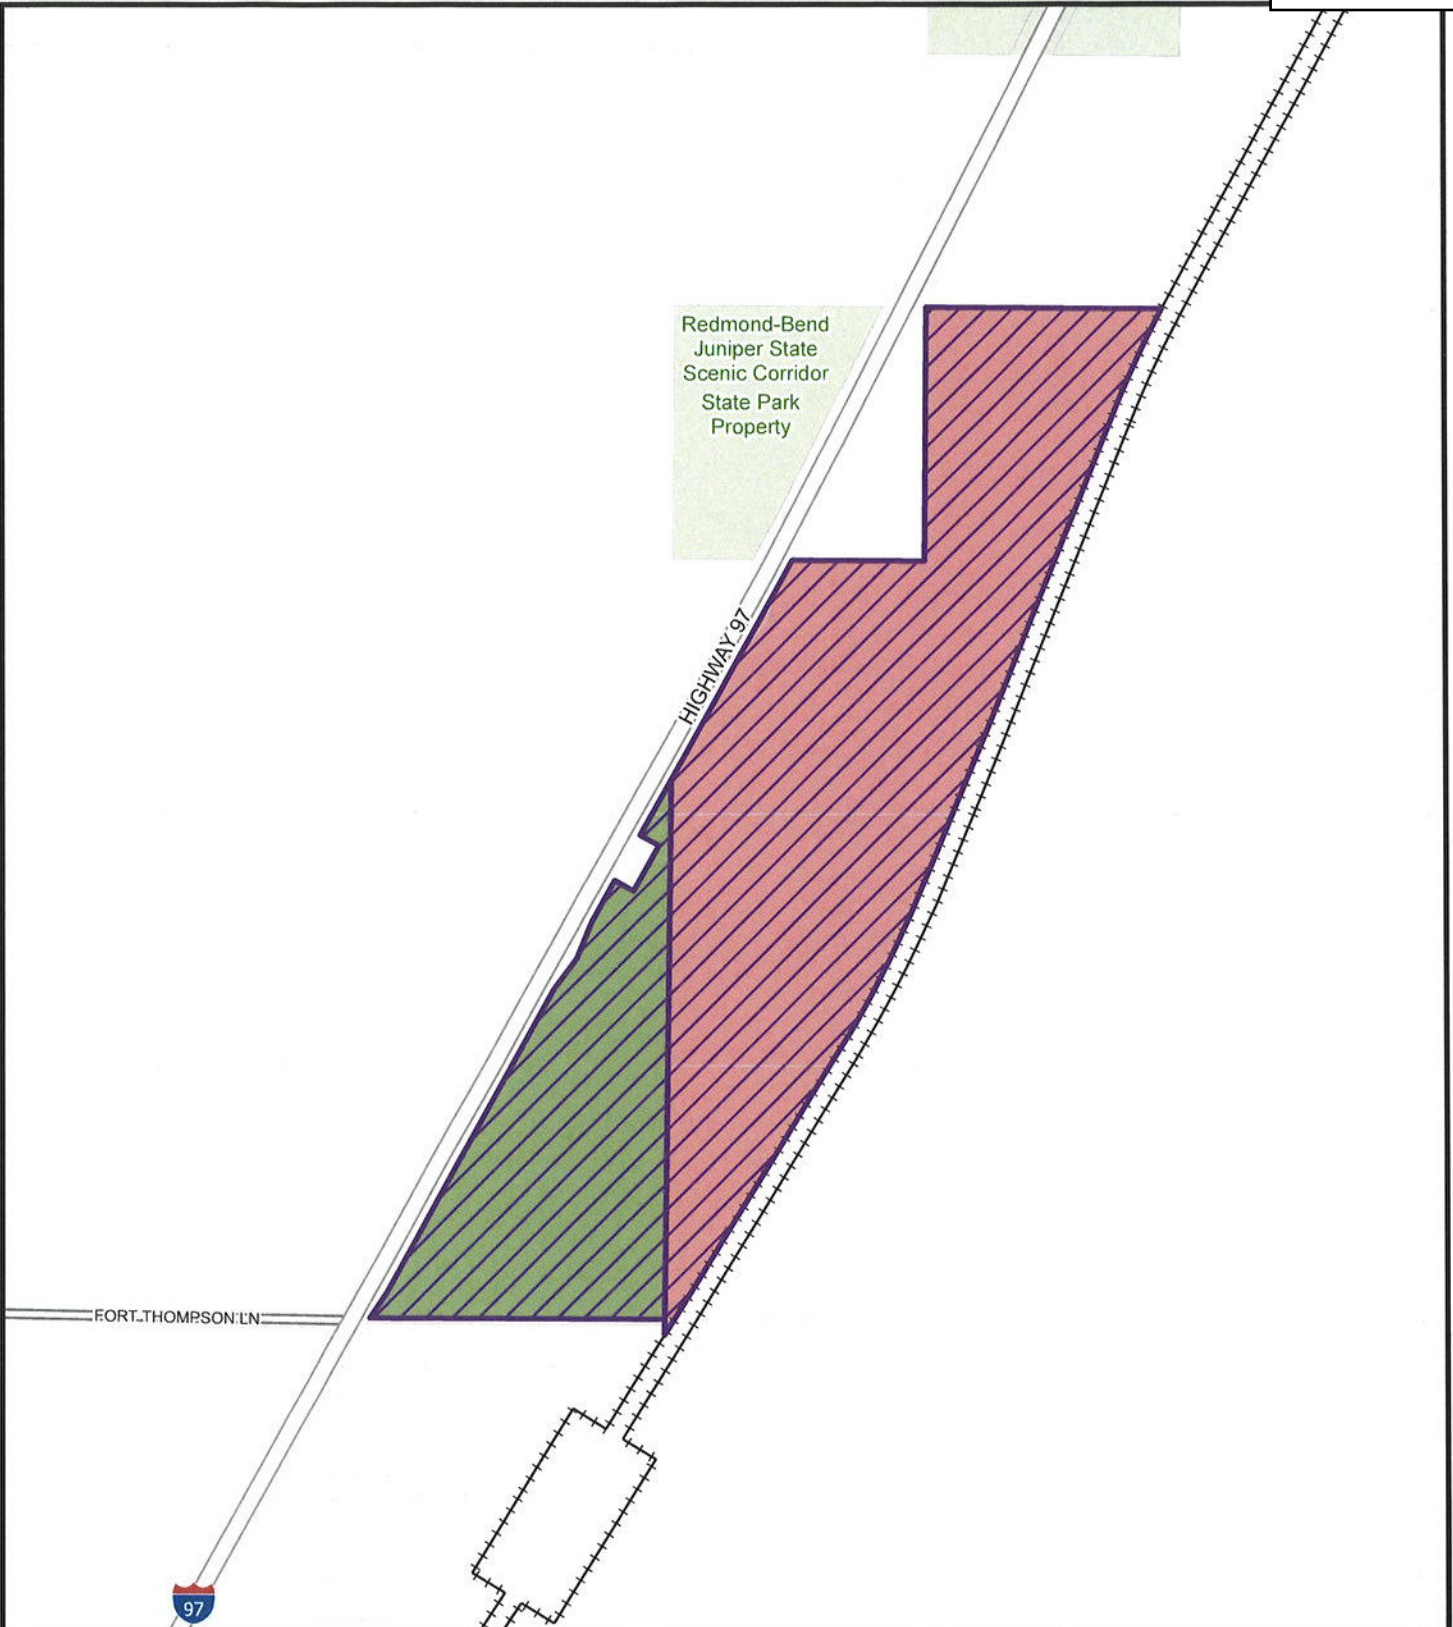 Redmond-Bend
Juniper State
Scenic Corridor
State Park
Property
HIGHWAY 97
FORT THOMPSON LN
97